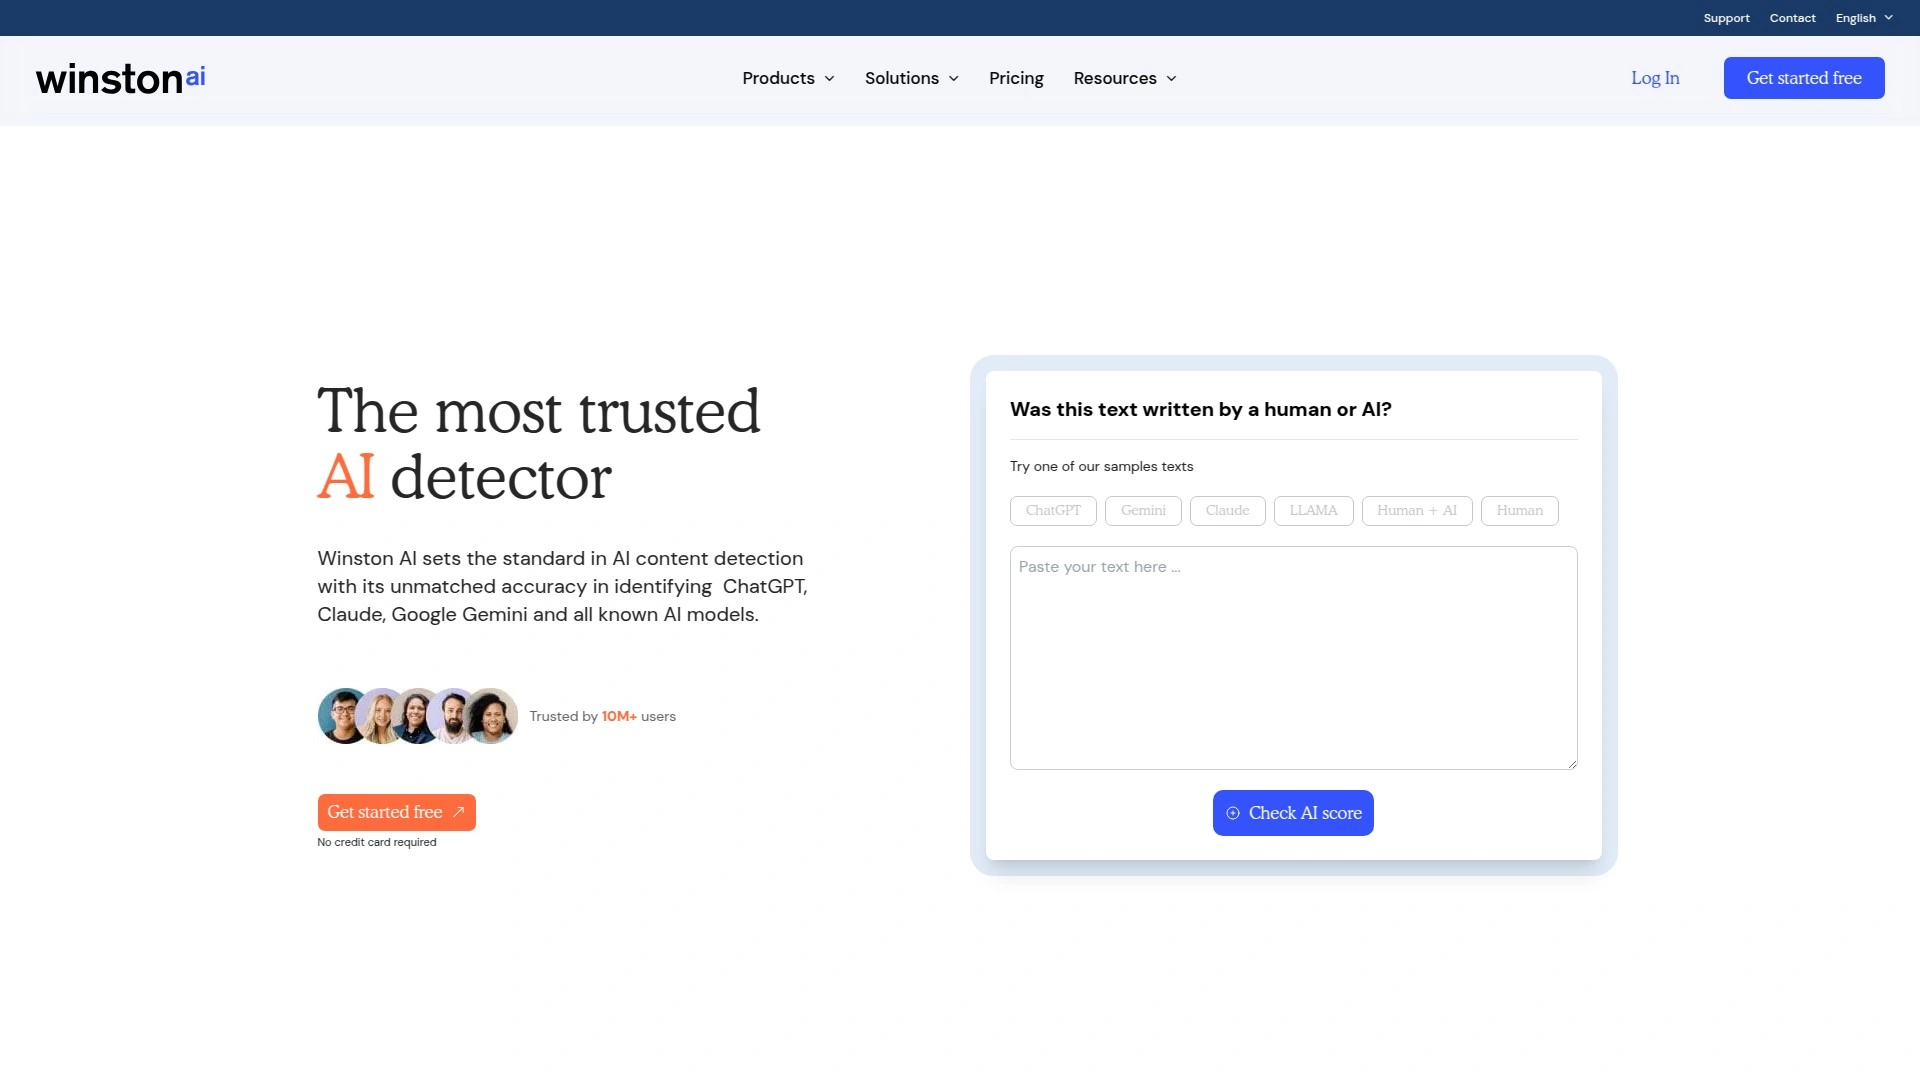 Support Contact English
winston ai
Products Solutions Pricing Resources
Log In
Get started free
The most trusted
AI detector
Winston AI sets the standard in AI content detection
with its unmatched accuracy in identifying  ChatGPT,
Claude, Google Gemini and all known AI models.
Trusted by 10M+ users
Get started free
No credit card required
Was this text written by a human or AI?
Try one of our samples texts
ChatGPT Gemini Claude LLAMA Human + AI Human
Paste your text here ...
Check AI score